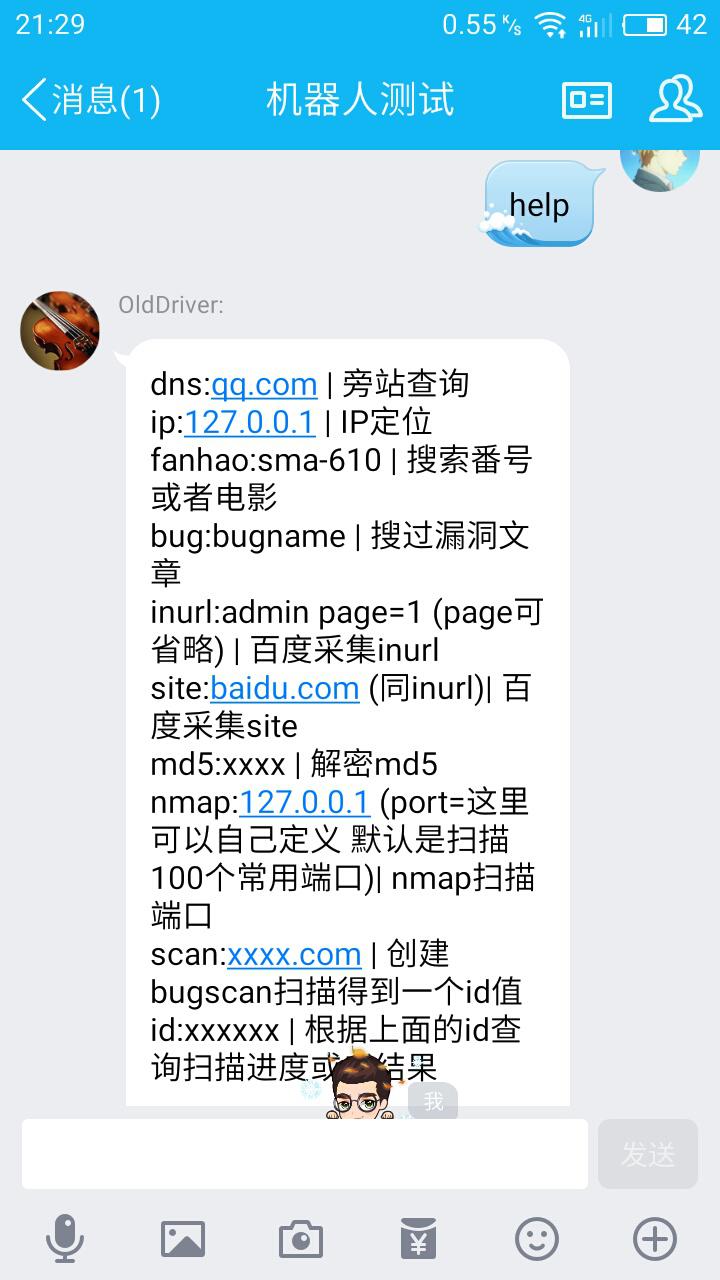 21:29
0.55 K/s 4G 42
消息(1)
机器人测试
help
OldDriver:
dns:qq.com | 旁站查询
ip:127.0.0.1 | IP定位
fanhao:sma-610 | 搜索番号
或者电影
bug:bugname | 搜过漏洞文
章
inurl:admin page=1 (page可
省略) | 百度采集inurl
site:baidu.com (同inurl)| 百
度采集site
md5:xxxx | 解密md5
nmap:127.0.0.1 (port=这里
可以自己定义 默认是扫描
100个常用端口)| nmap扫描
端口
scan:xxxx.com | 创建
bugscan扫描得到一个id值
id:xxxxxx | 根据上面的id查
询扫描进度或 结果
我
发送